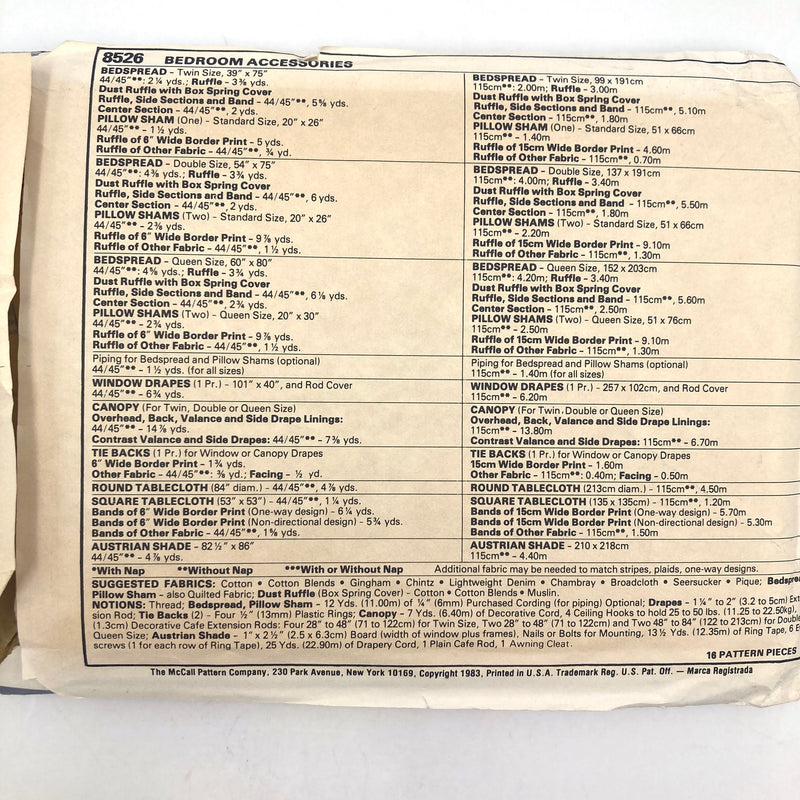 8526 BEDROOM ACCESSORIES
BEDSPREAD – Twin Size, 39" x 75"
44/45"**: 2¼ yds.; Ruffle – 3⅜ yds.
Dust Ruffle with Box Spring Cover
Ruffle, Side Sections and Band – 44/45"**, 5⅝ yds.
Center Section – 44/45"**, 2 yds.
PILLOW SHAM (One) – Standard Size, 20" x 26"
44/45"** – 1½ yds.
Ruffle of 6" Wide Border Print – 5 yds.
Ruffle of Other Fabric – 44/45"**, ¾ yd.
BEDSPREAD – Double Size, 54" x 75"
44/45"**: 4⅜ yds.; Ruffle – 3¾ yds.
Dust Ruffle with Box Spring Cover
Ruffle, Side Sections and Band – 44/45"**, 6 yds.
Center Section – 44/45"**, 2 yds.
PILLOW SHAMS (Two) – Standard Size, 20" x 26"
44/45"** – 2⅜ yds.
Ruffle of 6" Wide Border Print – 9⅞ yds.
Ruffle of Other Fabric – 44/45"**, 1½ yds.
BEDSPREAD – Queen Size, 60" x 80"
44/45"**: 4⅝ yds.; Ruffle – 3¾ yds.
Dust Ruffle with Box Spring Cover
Ruffle, Side Sections and Band – 44/45"**, 6⅛ yds.
Center Section – 44/45"**, 2¾ yds.
PILLOW SHAMS (Two) – Queen Size, 20" x 30"
44/45"** – 2¾ yds.
Ruffle of 6" Wide Border Print – 9⅞ yds.
Ruffle of Other Fabric – 44/45"**, 1½ yds.
Piping for Bedspread and Pillow Shams (optional)
44/45"** – 1½ yds. (for all sizes)
WINDOW DRAPES (1 Pr.) – 101" x 40", and Rod Cover
44/45"** – 6¾ yds.
CANOPY (For Twin, Double or Queen Size)
Overhead, Back, Valance and Side Drape Linings:
44/45"** – 14⅞ yds.
Contrast Valance and Side Drapes: 44/45"** – 7⅜ yds.
TIE BACKS (1 Pr.) for Window or Canopy Drapes
6" Wide Border Print – 1¾ yds.
Other Fabric – 44/45"**: ⅜ yd.; Facing – ½ yd.
ROUND TABLECLOTH (84" diam.) – 44/45"**, 4⅞ yds.
SQUARE TABLECLOTH (53" x 53") – 44/45"**, 1¼ yds.
Bands of 6" Wide Border Print (One-way design) – 6¼ yds.
Bands of 6" Wide Border Print (Non-directional design) – 5¾ yds.
Bands of Other Fabric – 44/45"**, 1⅝ yds.
AUSTRIAN SHADE – 82½" x 86"
44/45"** – 4⅞ yds.
BEDSPREAD – Twin Size, 99 x 191cm
115cm**: 2.00m; Ruffle – 3.00m
Dust Ruffle with Box Spring Cover
Ruffle, Side Sections and Band – 115cm**, 5.10m
Center Section – 115cm**, 1.80m
PILLOW SHAM (One) – Standard Size, 51 x 66cm
115cm** – 1.40m
Ruffle of 15cm Wide Border Print – 4.60m
Ruffle of Other Fabric – 115cm**, 0.70m
BEDSPREAD – Double Size, 137 x 191cm
115cm**: 4.00m; Ruffle – 3.40m
Dust Ruffle with Box Spring Cover
Ruffle, Side Sections and Band – 115cm**, 5.50m
Center Section – 115cm**, 1.80m
PILLOW SHAMS (Two) – Standard Size, 51 x 66cm
115cm** – 2.20m
Ruffle of 15cm Wide Border Print – 9.10m
Ruffle of Other Fabric – 115cm**, 1.30m
BEDSPREAD – Queen Size, 152 x 203cm
115cm**: 4.20m; Ruffle – 3.40m
Dust Ruffle with Box Spring Cover
Ruffle, Side Sections and Band – 115cm**, 5.60m
Center Section – 115cm**, 2.50m
PILLOW SHAMS (Two) – Queen Size, 51 x 76cm
115cm** – 2.50m
Ruffle of 15cm Wide Border Print – 9.10m
Ruffle of Other Fabric – 115cm**, 1.30m
Piping for Bedspread and Pillow Shams (optional)
115cm** – 1.40m (for all sizes)
WINDOW DRAPES (1 Pr.) – 257 x 102cm, and Rod Cover
115cm** – 6.20m
CANOPY (For Twin, Double or Queen Size)
Overhead, Back, Valance and Side Drape Linings:
115cm** – 13.80m
Contrast Valance and Side Drapes: 115cm** – 6.70m
TIE BACKS (1 Pr.) for Window or Canopy Drapes
15cm Wide Border Print – 1.60m
Other Fabric – 115cm**: 0.40m; Facing – 0.50m
ROUND TABLECLOTH (213cm diam.) – 115cm**, 4.50m
SQUARE TABLECLOTH (135 x 135cm) – 115cm**, 1.20m
Bands of 15cm Wide Border Print (One-way design) – 5.70m
Bands of 15cm Wide Border Print (Non-directional design) – 5.30m
Bands of Other Fabric – 115cm**, 1.50m
AUSTRIAN SHADE – 210 x 218cm
115cm** – 4.40m
*With Nap **Without Nap ***With or Without Nap Additional fabric may be needed to match stripes, plaids, one-way designs.
SUGGESTED FABRICS: Cotton • Cotton Blends • Gingham • Chintz • Lightweight Denim • Chambray • Broadcloth • Seersucker • Pique; Bedspre
Pillow Sham – also Quilted Fabric; Dust Ruffle (Box Spring Cover) – Cotton • Cotton Blends • Muslin.
NOTIONS: Thread; Bedspread, Pillow Sham – 12 Yds. (11.00m) of ¼" (6mm) Purchased Cording (for piping) Optional; Drapes – 1¼" to 2" (3.2 to 5cm) Ext
sion Rod; Tie Backs (2) – Four ½" (13mm) Plastic Rings; Canopy – 7 Yds. (6.40m) of Decorative Cord, 4 Ceiling Hooks to hold 25 to 50 lbs. (11.25 to 22.50kg),
(1.3cm) Decorative Cafe Extension Rods: Four 28" to 48" (71 to 122cm) for Twin Size, Two 28" to 48" (71 to 122cm) and Two 48" to 84" (122 to 213cm) for Double
Queen Size; Austrian Shade – 1" x 2½" (2.5 x 6.3cm) Board (width of window plus frames), Nails or Bolts for Mounting, 13½ Yds. (12.35m) of Ring Tape, 6 E
screws (1 for each row of Ring Tape), 25 Yds. (22.90m) of Drapery Cord, 1 Plain Cafe Rod, 1 Awning Cleat.
16 PATTERN PIECES
The McCall Pattern Company, 230 Park Avenue, New York 10169, Copyright 1983, Printed in U.S.A. Trademark Reg. U.S. Pat. Off. — Marca Registrada